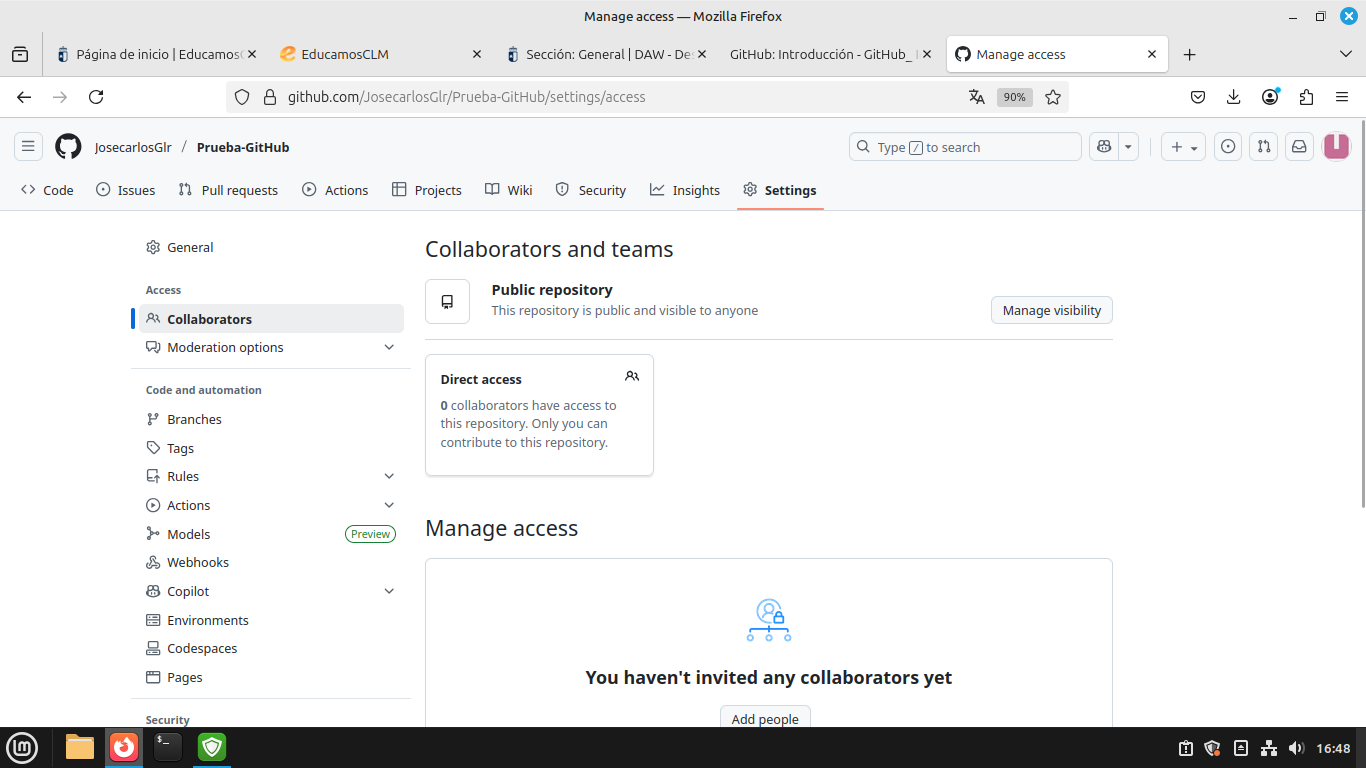 Manage access — Mozilla Firefox
Página de inicio | Educamos
EducamosCLM
Sección: General | DAW - De
GitHub: Introducción - GitHub_
Manage access
github.com/JosecarlosGlr/Prueba-GitHub/settings/access
90%
JosecarlosGlr / Prueba-GitHub
Type / to search
Code
Issues
Pull requests
Actions
Projects
Wiki
Security
Insights
Settings
General
Access
Collaborators
Moderation options
Code and automation
Branches
Tags
Rules
Actions
Models
Preview
Webhooks
Copilot
Environments
Codespaces
Pages
Security
Collaborators and teams
Public repository
This repository is public and visible to anyone
Manage visibility
Direct access
0 collaborators have access to
this repository. Only you can
contribute to this repository.
Manage access
You haven't invited any collaborators yet
Add people
16:48